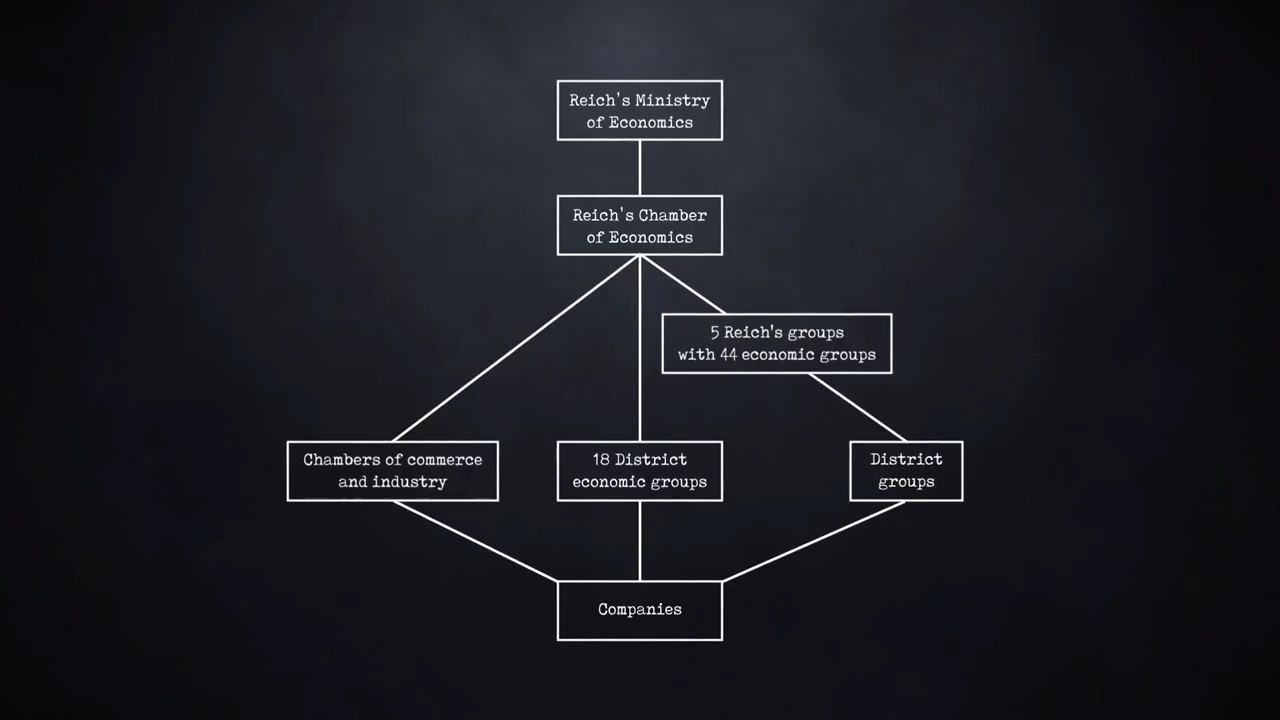 Reich's Ministry
of Economics
Reich's Chamber
of Economics
5 Reich's groups
with 44 economic groups
Chambers of commerce
and industry
18 District
economic groups
District
groups
Companies